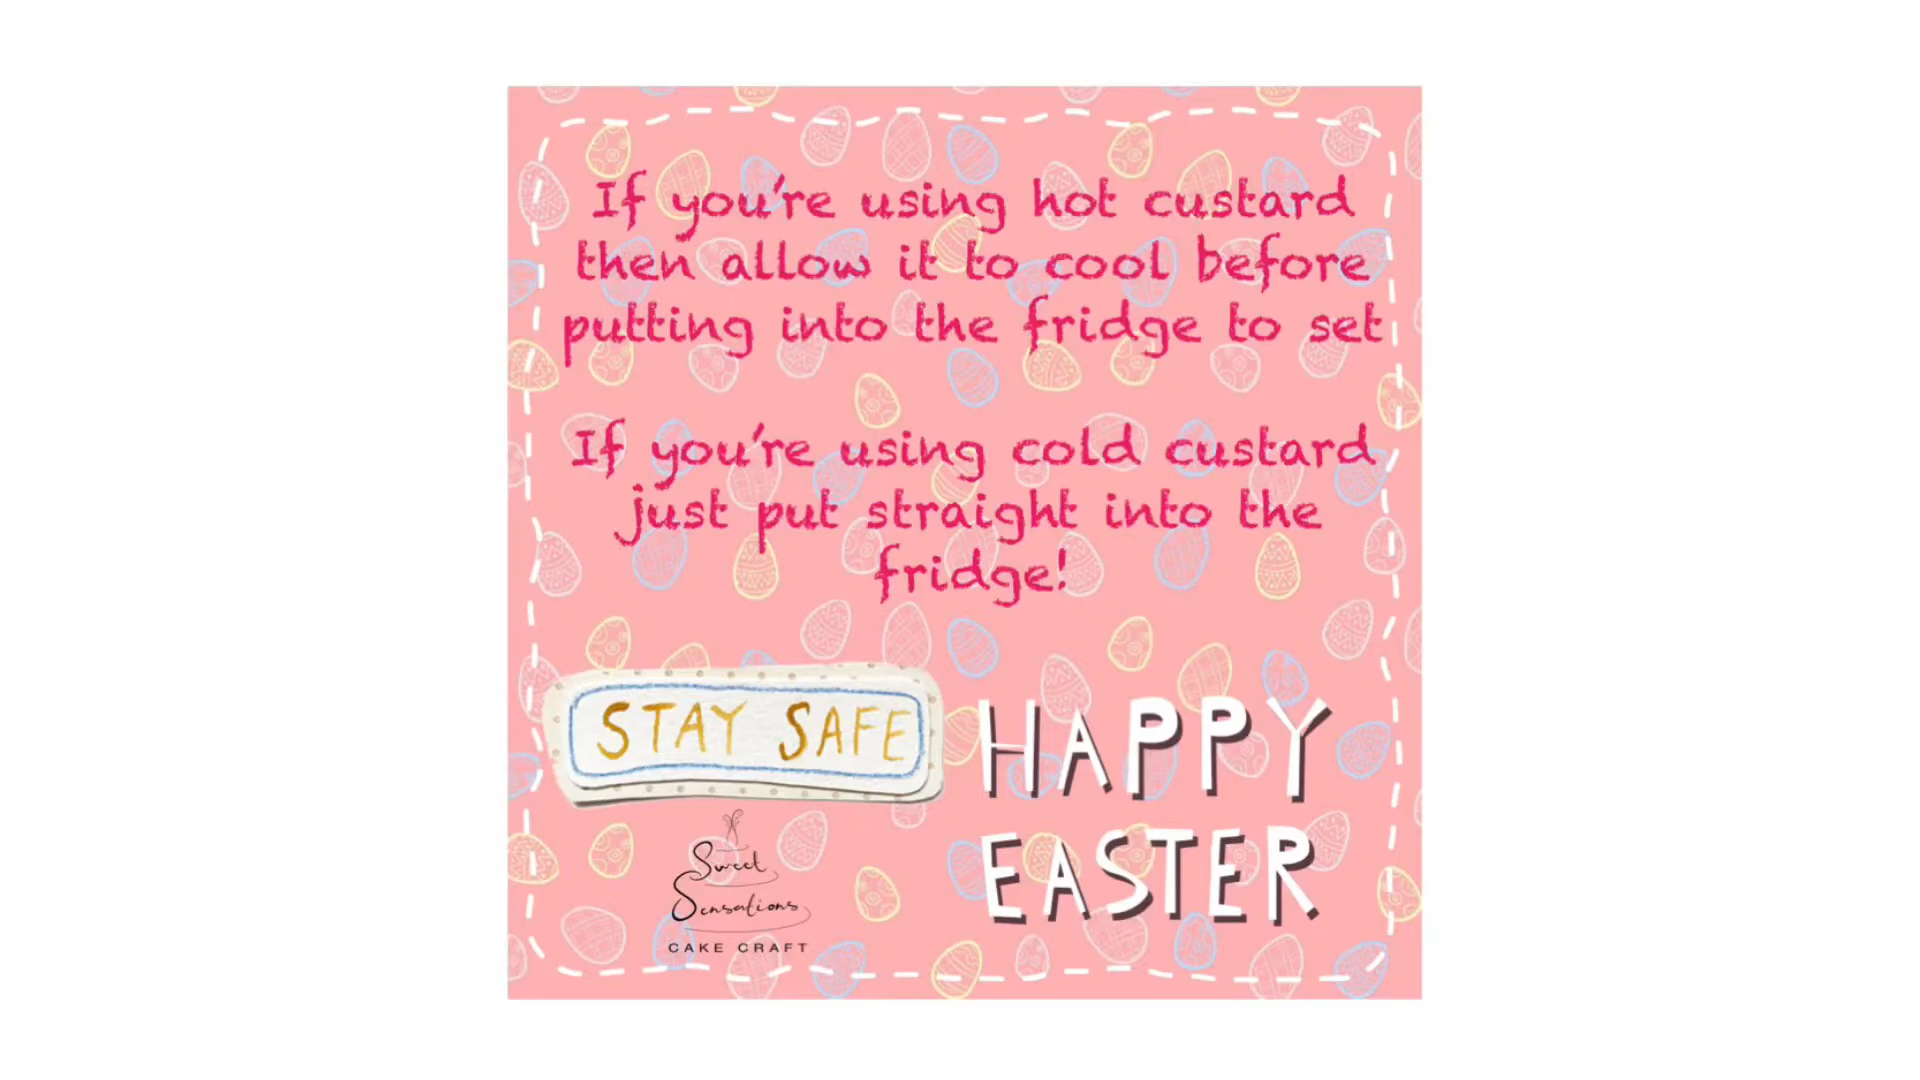 If you're using hot custard
then allow it to cool before
putting into the fridge to set
If you're using cold custard
just put straight into the
fridge!
STAY SAFE
HAPPY
EASTER
Sweet
Sensations
CAKE CRAFT